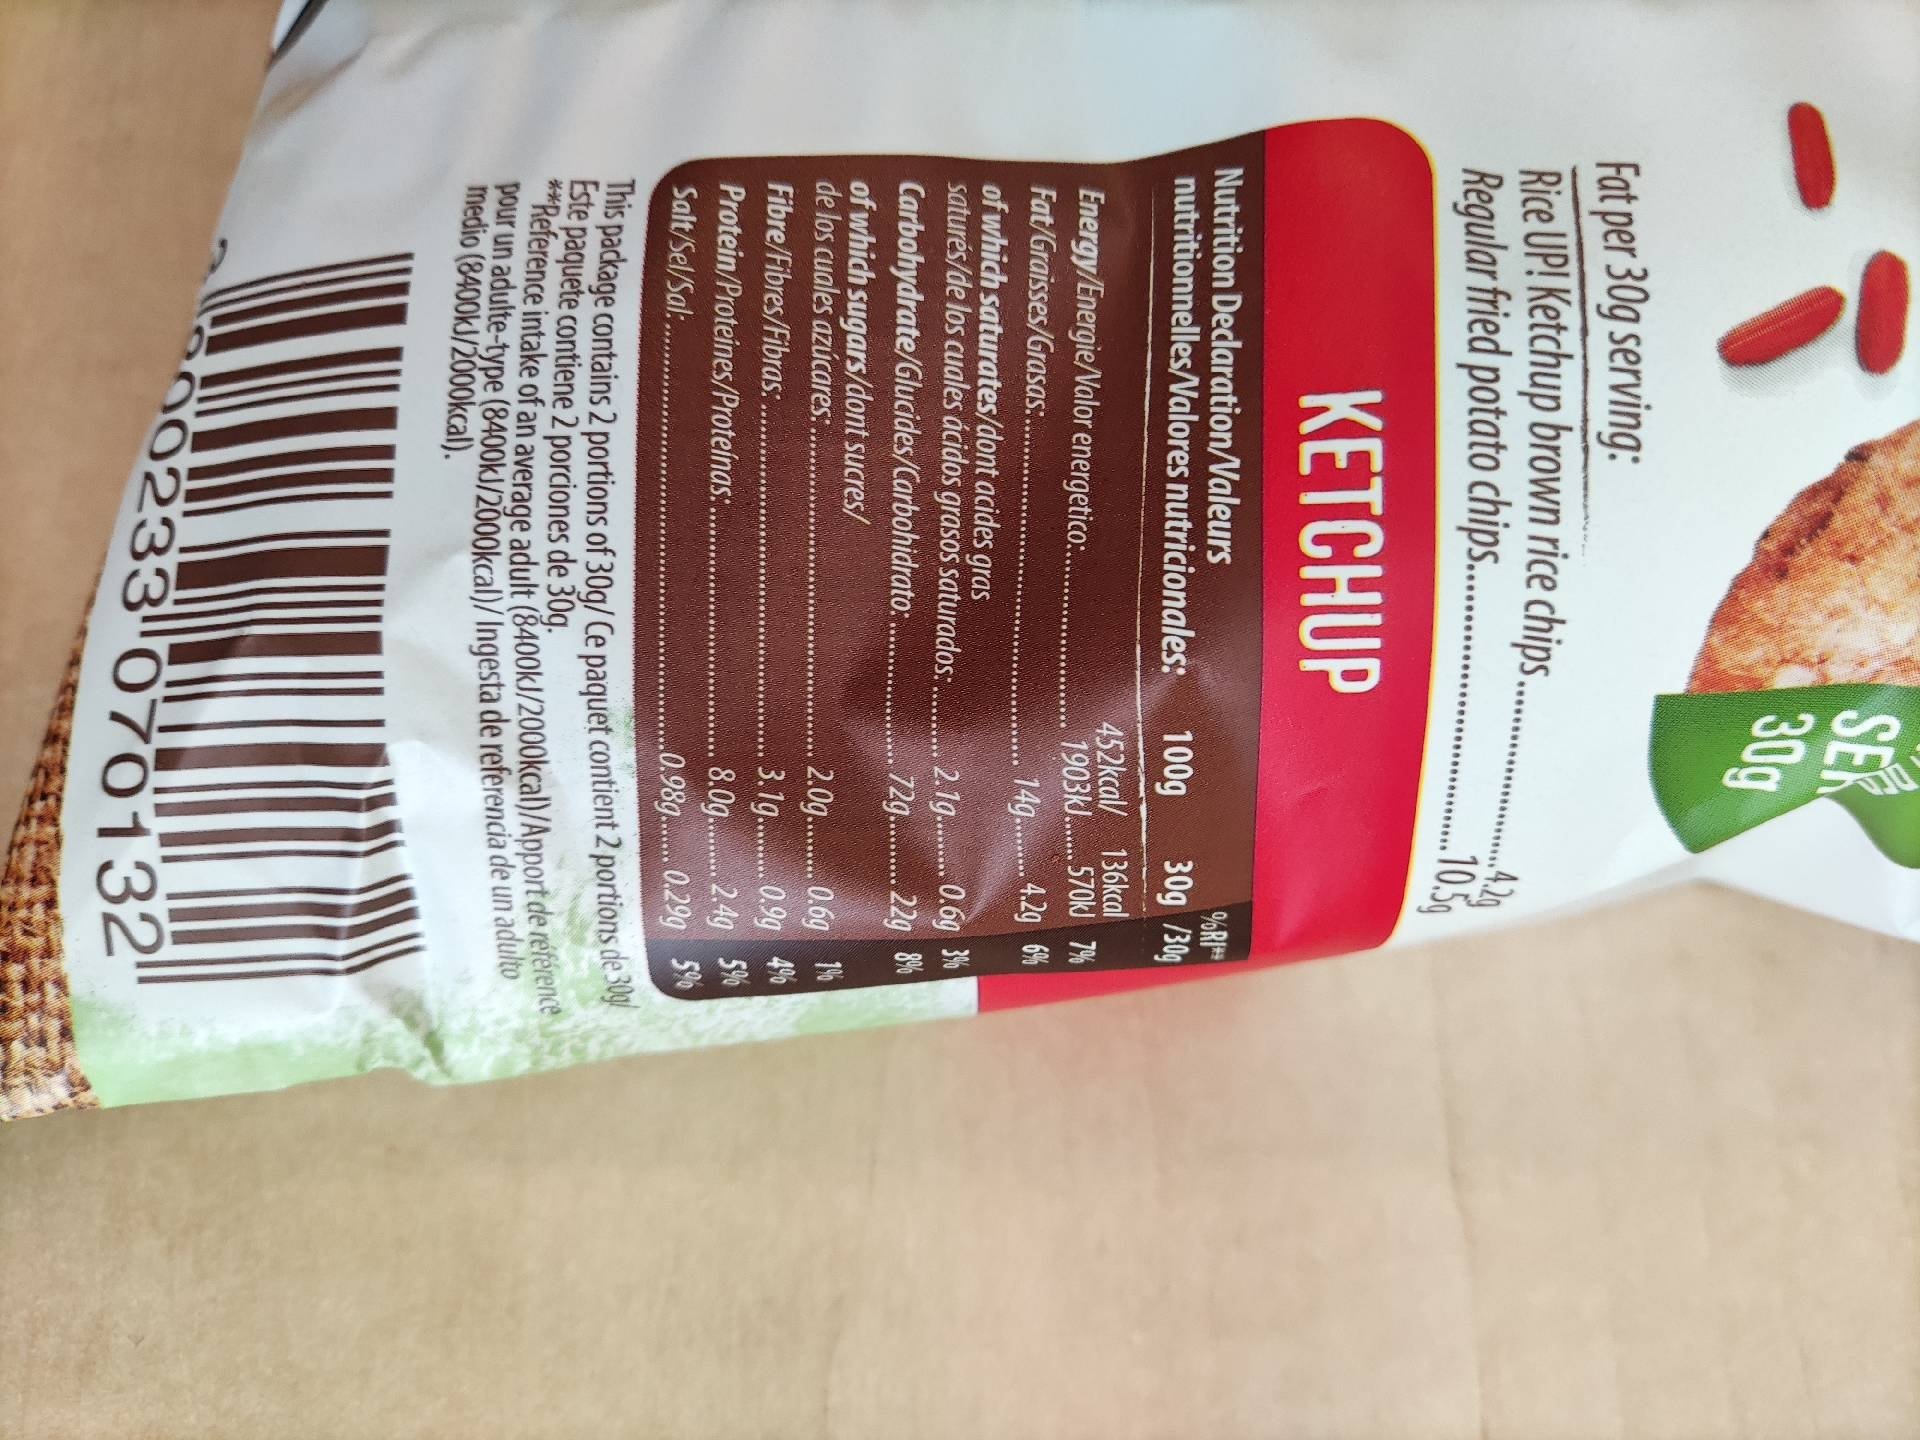 SER
30g
Fat per 30g serving:
Rice UP! Ketchup brown rice chips...............4.2g
Regular fried potato chips...............10.5g
KETCHUP
Nutrition Declaration/Valeurs
nutritionnelles/Valores nutricionales: 100g 30g %RI** /30g
452kcal/ 136kcal
Energy/Energie/Valor energetico:............... 1903kJ..... 570kJ 7%
Fat/Graisses/Grasas:............... 14g....... 4.2g 6%
of which saturates/dont acides gras
saturés/de los cuales ácidos grasos saturados:....... 2.1g....... 0.6g 3%
Carbohydrate/Glucides/Carbohidrato:............... 72g......... 22g 8%
of which sugars/dont sucres/
de los cuales azúcares:............... 2.0g....... 0.6g 1%
Fibre/Fibres/Fibras:............... 3.1g....... 0.9g 4%
Protein/Proteines/Proteínas:............... 8.0g....... 2.4g 5%
Salt/Sel/Sal:...............0.98g..... 0.29g 5%
This package contains 2 portions of 30g/ Ce paquet contient 2 portions de 30g/
Este paquete contiene 2 porciones de 30g.
**Reference intake of an average adult (8400kJ/2000kcal)/Apport de référence
pour un adulte-type (8400kJ/2000kcal)/ Ingesta de referencia de un adulto
medio (8400kJ/2000kcal).
3 800233 070132